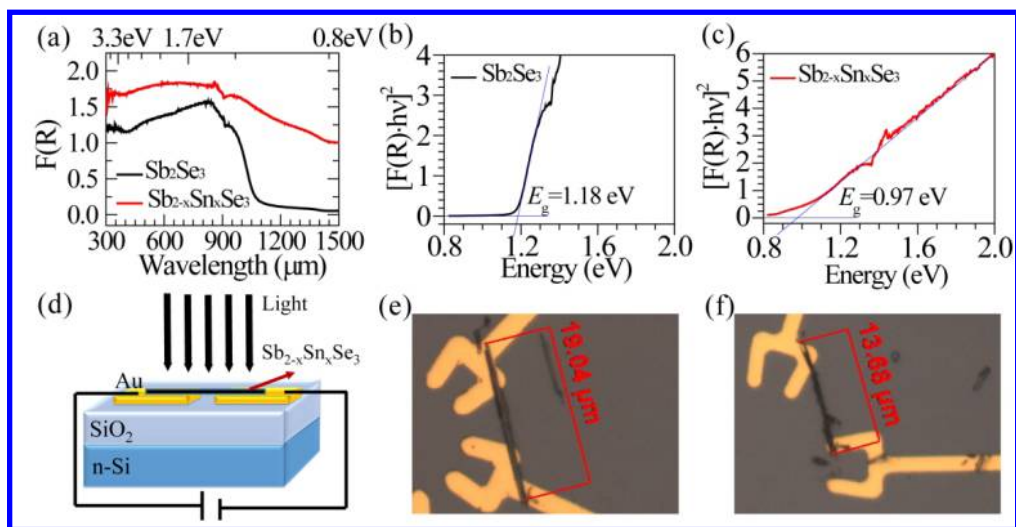 (a)
3.3eV 1.7eV 0.8eV
2.0
1.5
1.0
0.5
0.0
F(R)
Sb₂Se₃
Sb₂₋ₓSnₓSe₃
300 600 900 1200 1500
Wavelength (μm)
(b)
4
3
2
1
0
[F(R)·hν]²
Sb₂Se₃
E_g=1.18 eV
0.8 1.2 1.6 2.0
Energy (eV)
(c)
6
5
4
3
2
1
0
[F(R)·hν]²
Sb₂₋ₓSnₓSe₃
E_g=0.97 eV
0.8 1.2 1.6 2.0
Energy (eV)
(d)
Light
Sb₂₋ₓSnₓSe₃
Au
SiO₂
n-Si
(e)
19.04 μm
(f)
13.68 μm